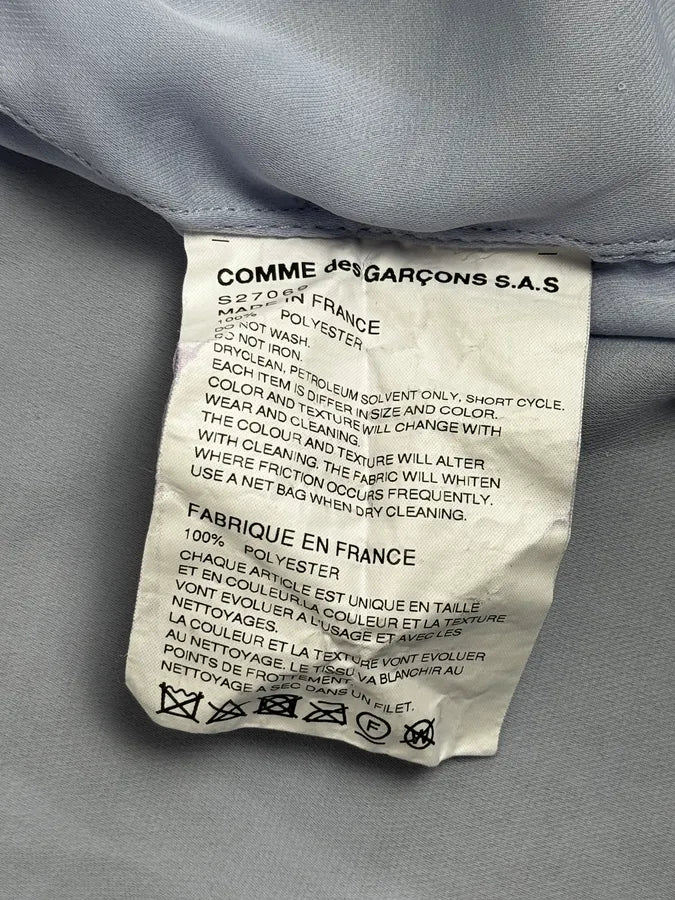 COMME des GARÇONS S.A.S
S27069
MADE IN FRANCE
100% POLYESTER
DO NOT WASH.
DO NOT IRON.
DRYCLEAN, PETROLEUM SOLVENT ONLY, SHORT CYCLE.
EACH ITEM IS DIFFER IN SIZE AND COLOR.
COLOR AND TEXTURE WILL CHANGE WITH
WEAR AND CLEANING.
THE COLOUR AND TEXTURE WILL ALTER
WITH CLEANING. THE FABRIC WILL WHITEN
WHERE FRICTION OCCURS FREQUENTLY.
USE A NET BAG WHEN DRY CLEANING.
FABRIQUE EN FRANCE
100% POLYESTER
CHAQUE ARTICLE EST UNIQUE EN TAILLE
ET EN COULEUR.LA COULEUR ET LA TEXTURE
VONT EVOLUER A L'USAGE ET AVEC LES
NETTOYAGES.
LA COULEUR ET LA TEXTURE VONT EVOLUER
AU NETTOYAGE. LE TISSU VA BLANCHIR AU
POINTS DE FROTTEMENT
NETTOYAGE A SEC DANS UN FILET.
F W